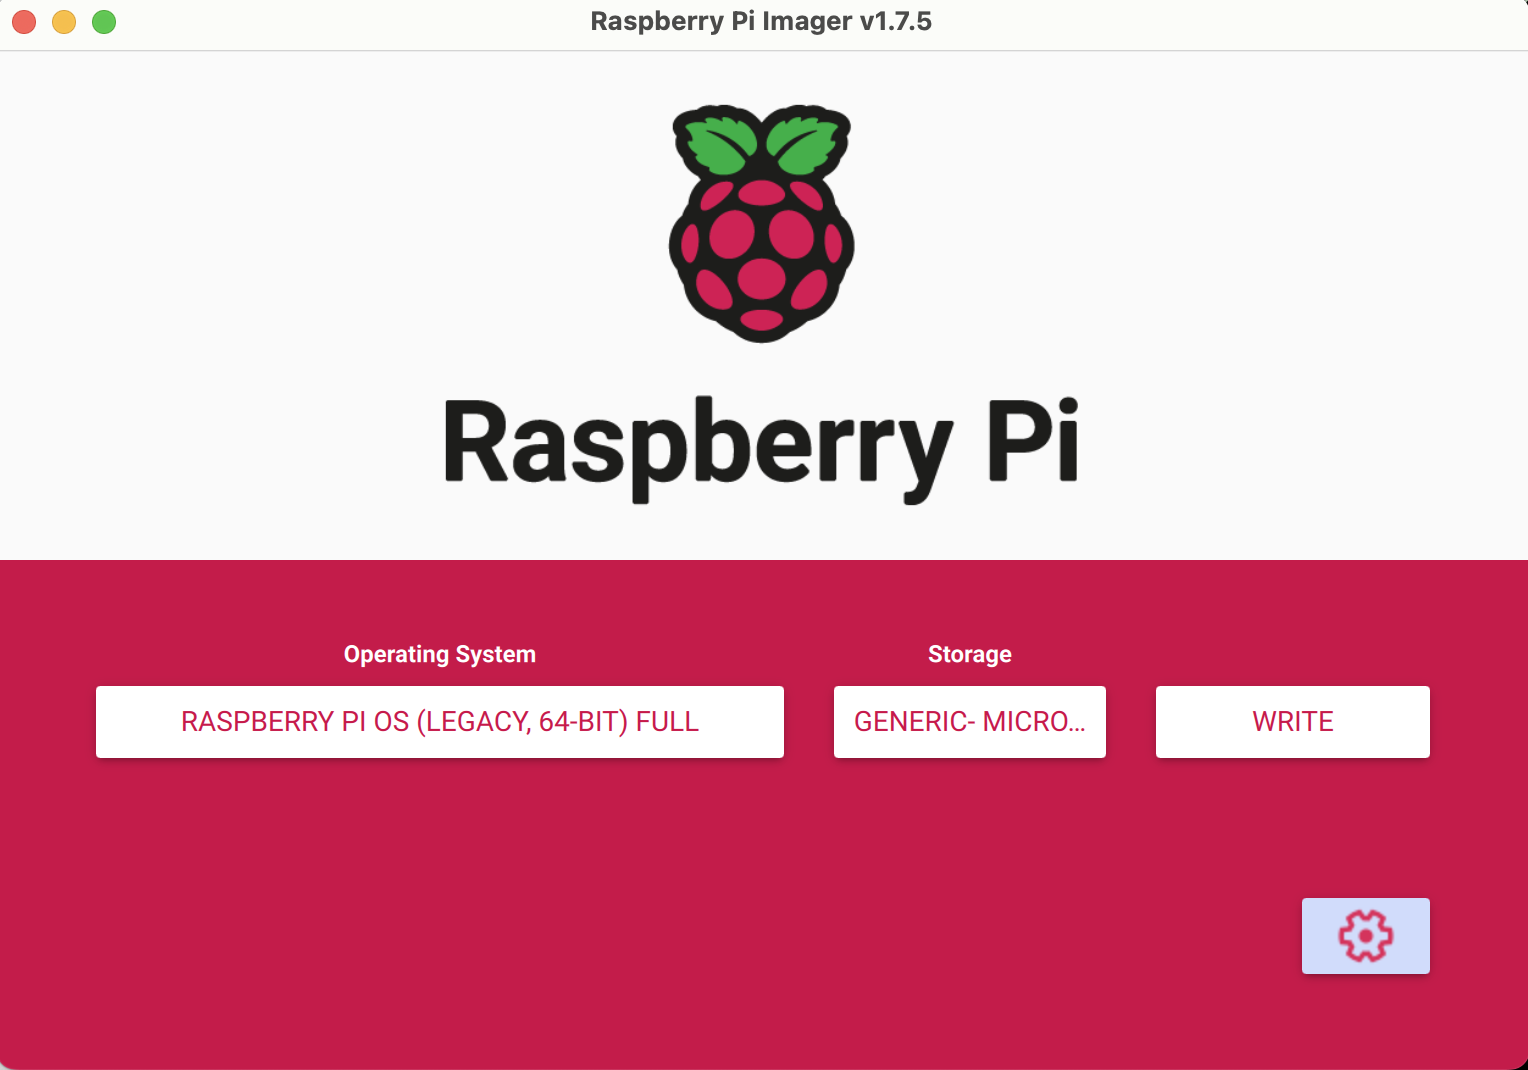 Raspberry Pi Imager v1.7.5
Raspberry Pi
Operating System
Storage
RASPBERRY PI OS (LEGACY, 64-BIT) FULL
GENERIC- MICRO...
WRITE